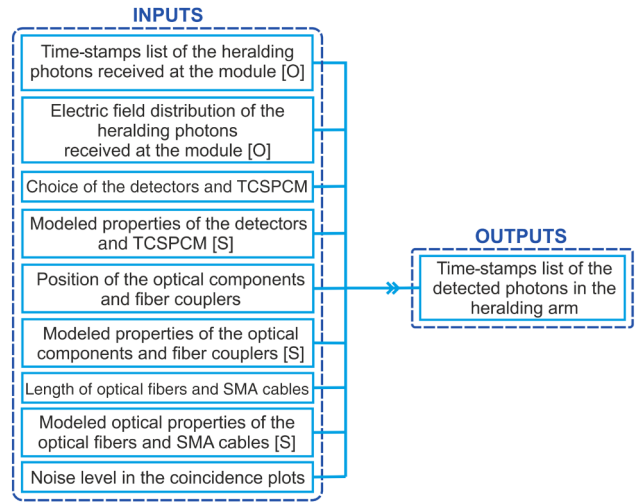 INPUTS
Time-stamps list of the heralding
photons received at the module [O]
Electric field distribution of the
heralding photons
received at the module [O]
Choice of the detectors and TCSPCM
Modeled properties of the detectors
and TCSPCM [S]
Position of the optical components
and fiber couplers
Modeled properties of the optical
components and fiber couplers [S]
Length of optical fibers and SMA cables
Modeled optical properties of the
optical fibers and SMA cables [S]
Noise level in the coincidence plots
OUTPUTS
Time-stamps list of the
detected photons in the
heralding arm